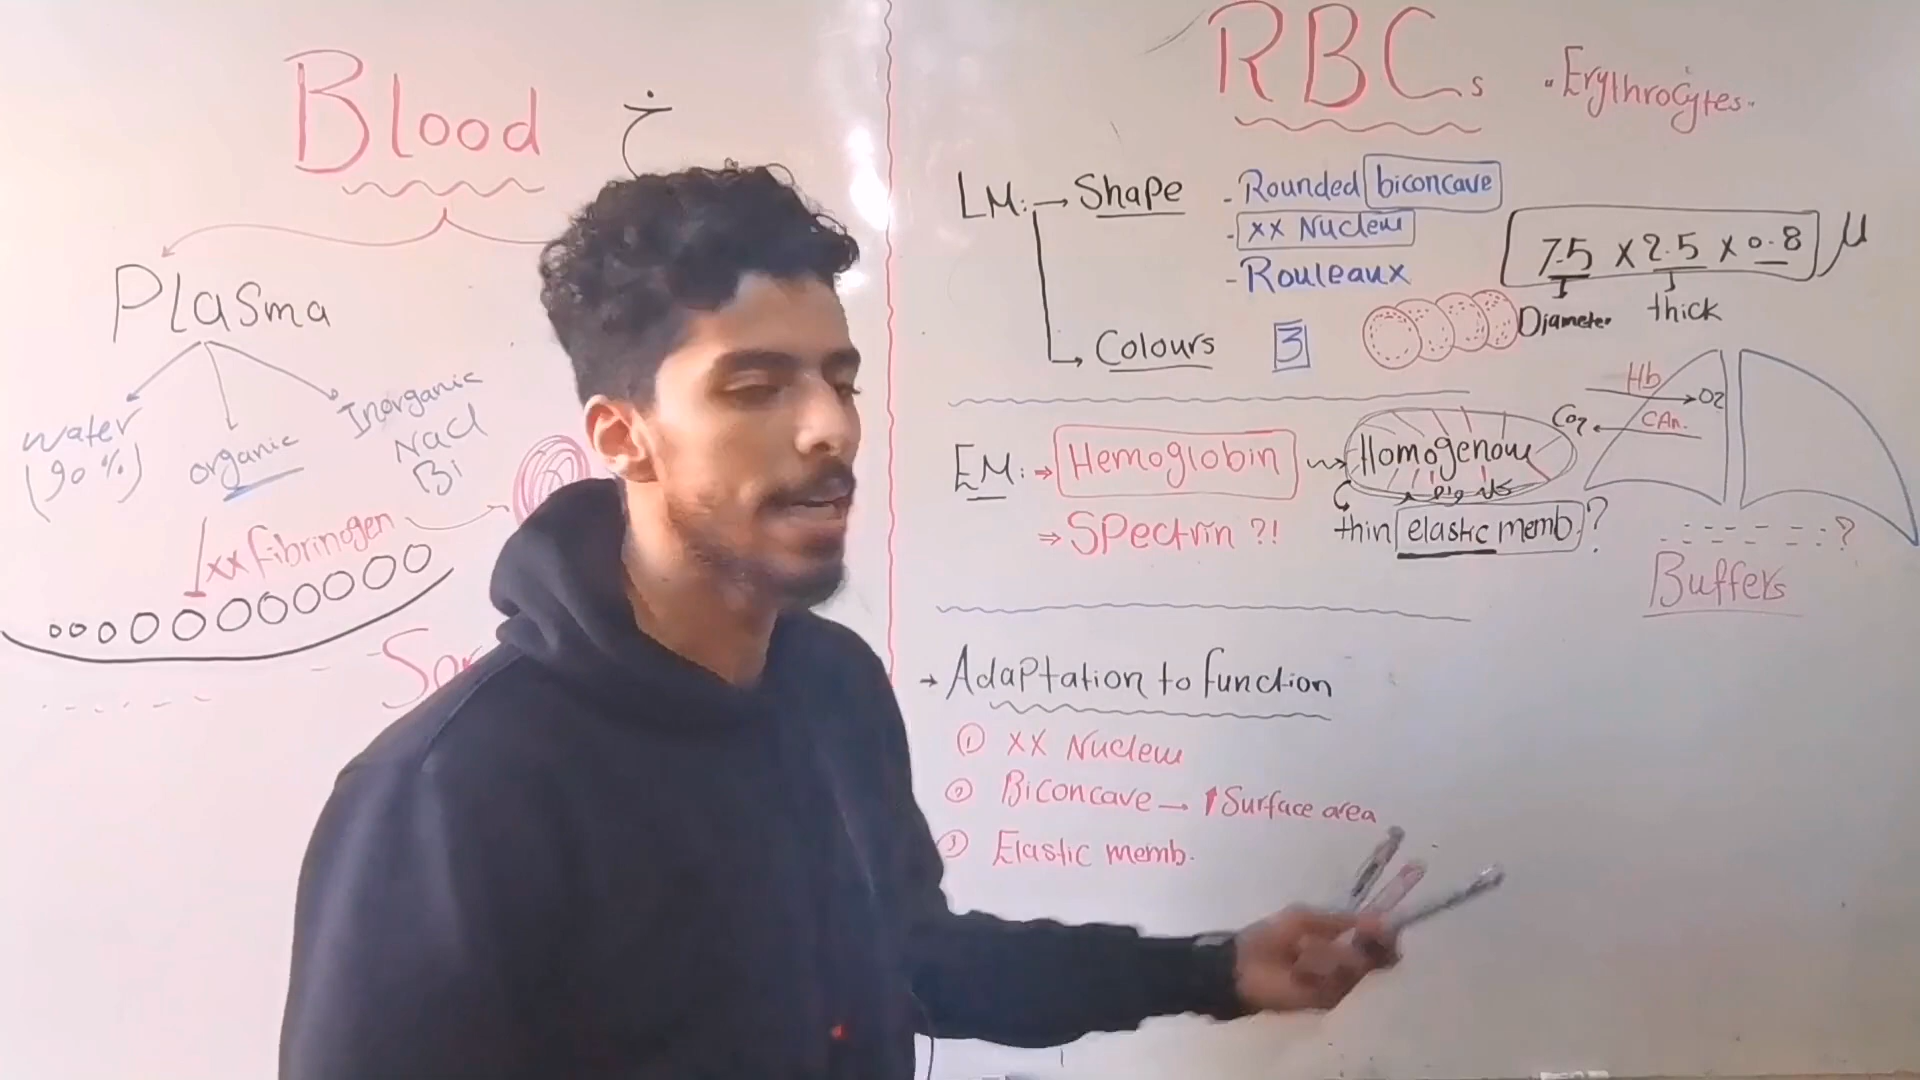 Blood
خ
Plasma
water
(90%)
organic
Inorganic
Nacl
Bi
xx Fibrinogen
RBCs "Erythrocytes"
LM: → Shape
- Rounded biconcave
- xx Nucleus
- Rouleaux
7.5 x 2.5 x 0.8 μ
Diameter thick
→ Colours 3
Hb
O2
CO2
CAn.
EM: ⇒ Hemoglobin
Homogenous
⇒ Spectrin ?!
thin elastic memb ?
- - - - - - ?
Buffers
→ Adaptation to function
① xx Nucleus
② Biconcave → ↑ Surface area
③ Elastic memb.